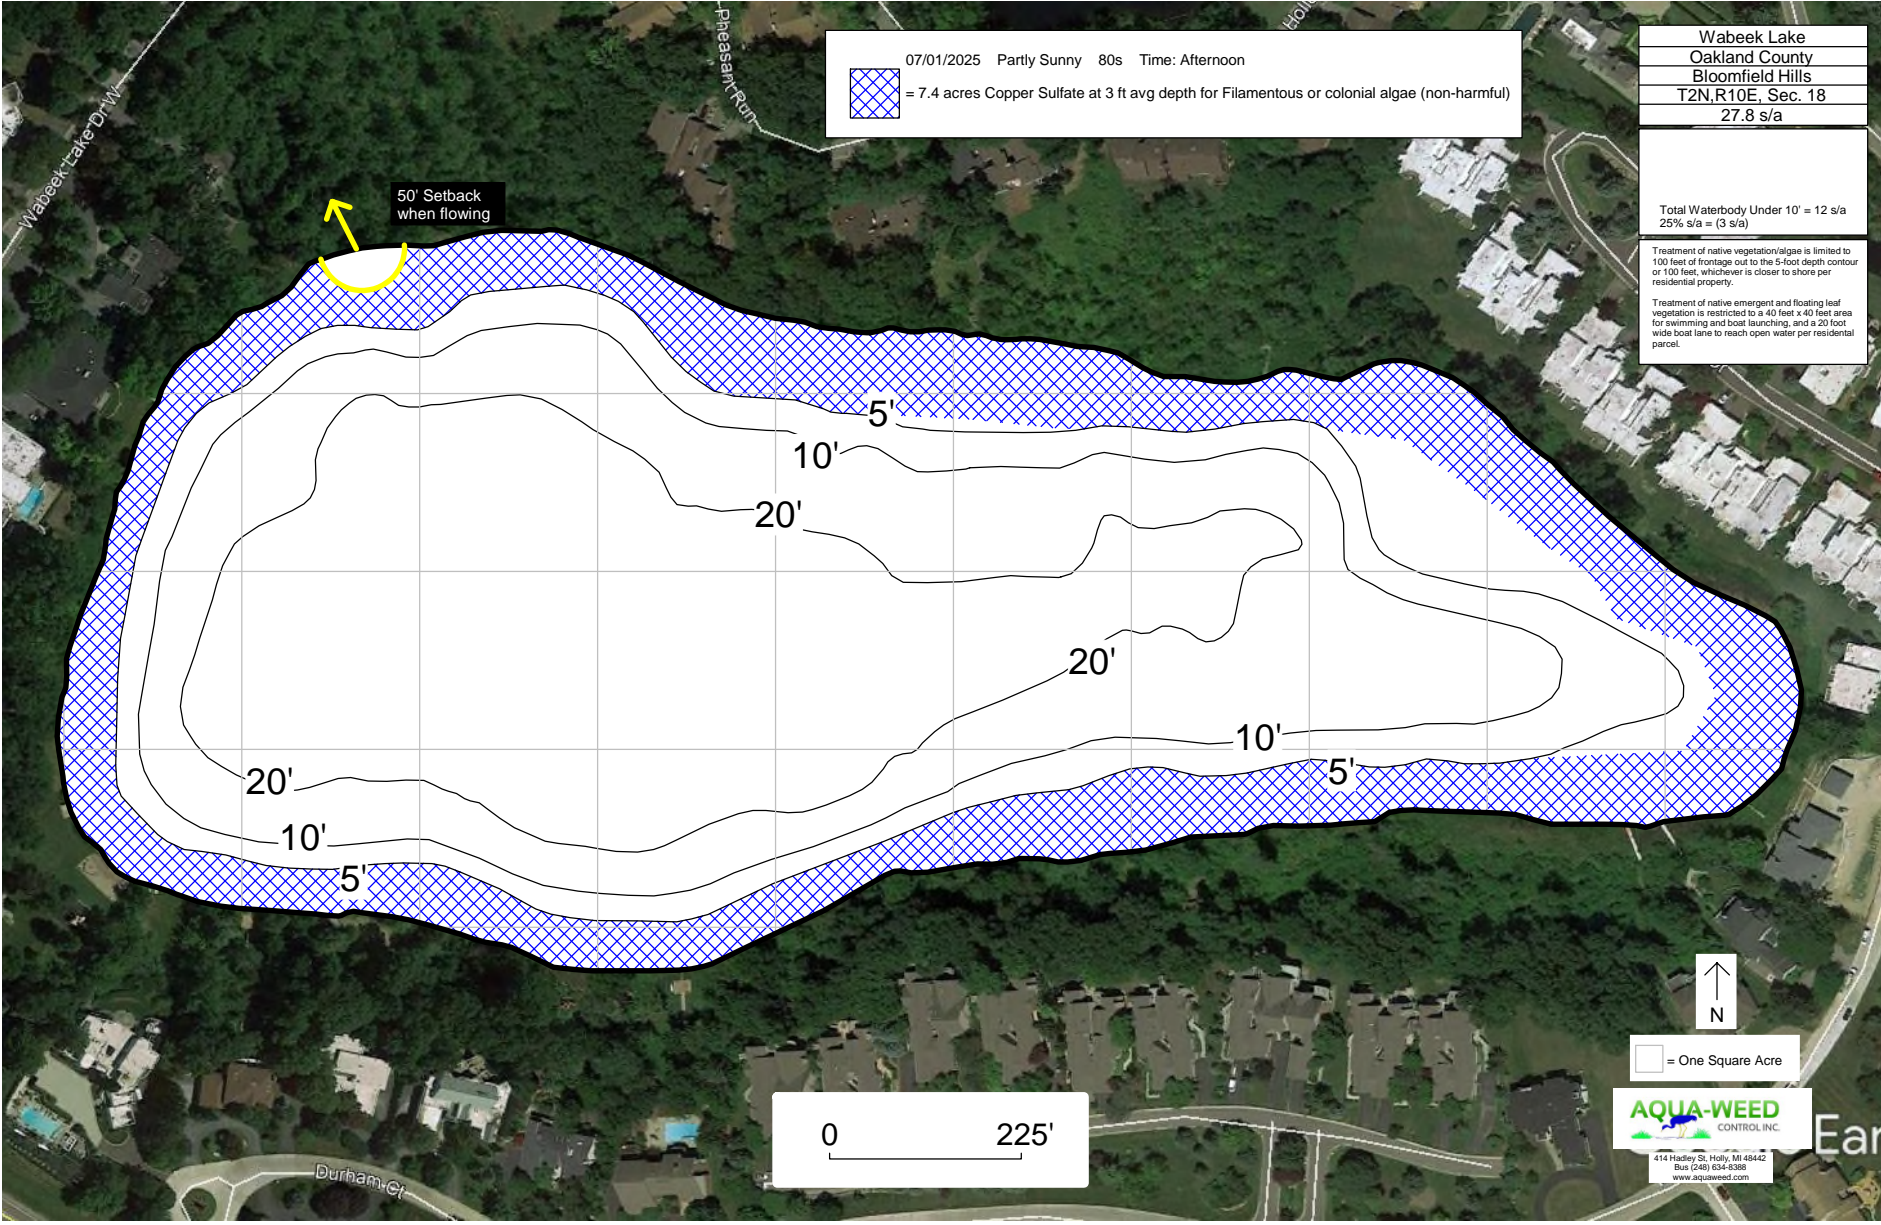 Wabeek Lake Dr W
Pheasant Run
07/01/2025 Partly Sunny 80s Time: Afternoon
= 7.4 acres Copper Sulfate at 3 ft avg depth for Filamentous or colonial algae (non-harmful)
Wabeek Lake
Oakland County
Bloomfield Hills
T2N,R10E, Sec. 18
27.8 s/a
Total Waterbody Under 10' = 12 s/a
25% s/a = (3 s/a)
Treatment of native vegetation/algae is limited to
100 feet of frontage out to the 5-foot depth contour
or 100 feet, whichever is closer to shore per
residential property.
Treatment of native emergent and floating leaf
vegetation is restricted to a 40 feet x 40 feet area
for swimming and boat launching, and a 20 foot
wide boat lane to reach open water per residental
parcel.
50' Setback
when flowing
5'
10'
20'
20'
10'
5'
20'
10'
5'
N
= One Square Acre
AQUA-WEED
CONTROL INC.
414 Hadley St, Holly, MI 48442
Bus (248) 634-8388
www.aquaweed.com
0 225'
Durham Ct